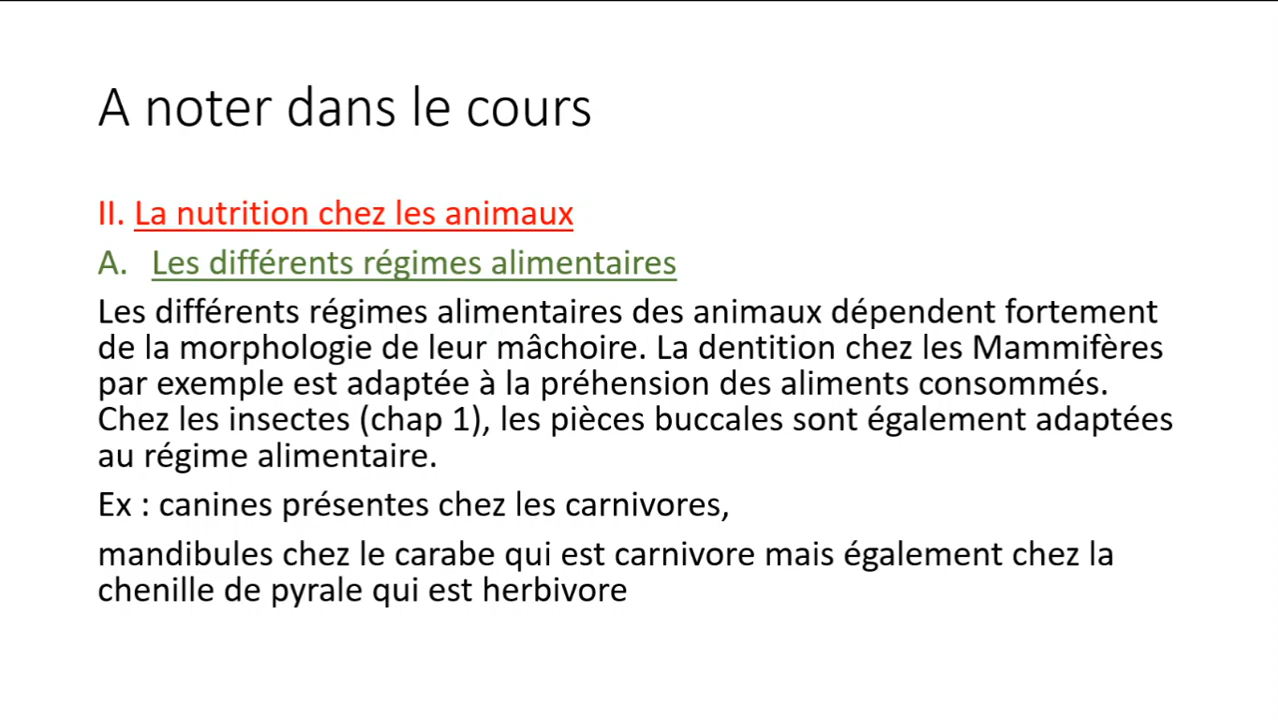 A noter dans le cours
II. La nutrition chez les animaux
A. Les différents régimes alimentaires
Les différents régimes alimentaires des animaux dépendent fortement
de la morphologie de leur mâchoire. La dentition chez les Mammifères
par exemple est adaptée à la préhension des aliments consommés.
Chez les insectes (chap 1), les pièces buccales sont également adaptées
au régime alimentaire.
Ex : canines présentes chez les carnivores,
mandibules chez le carabe qui est carnivore mais également chez la
chenille de pyrale qui est herbivore